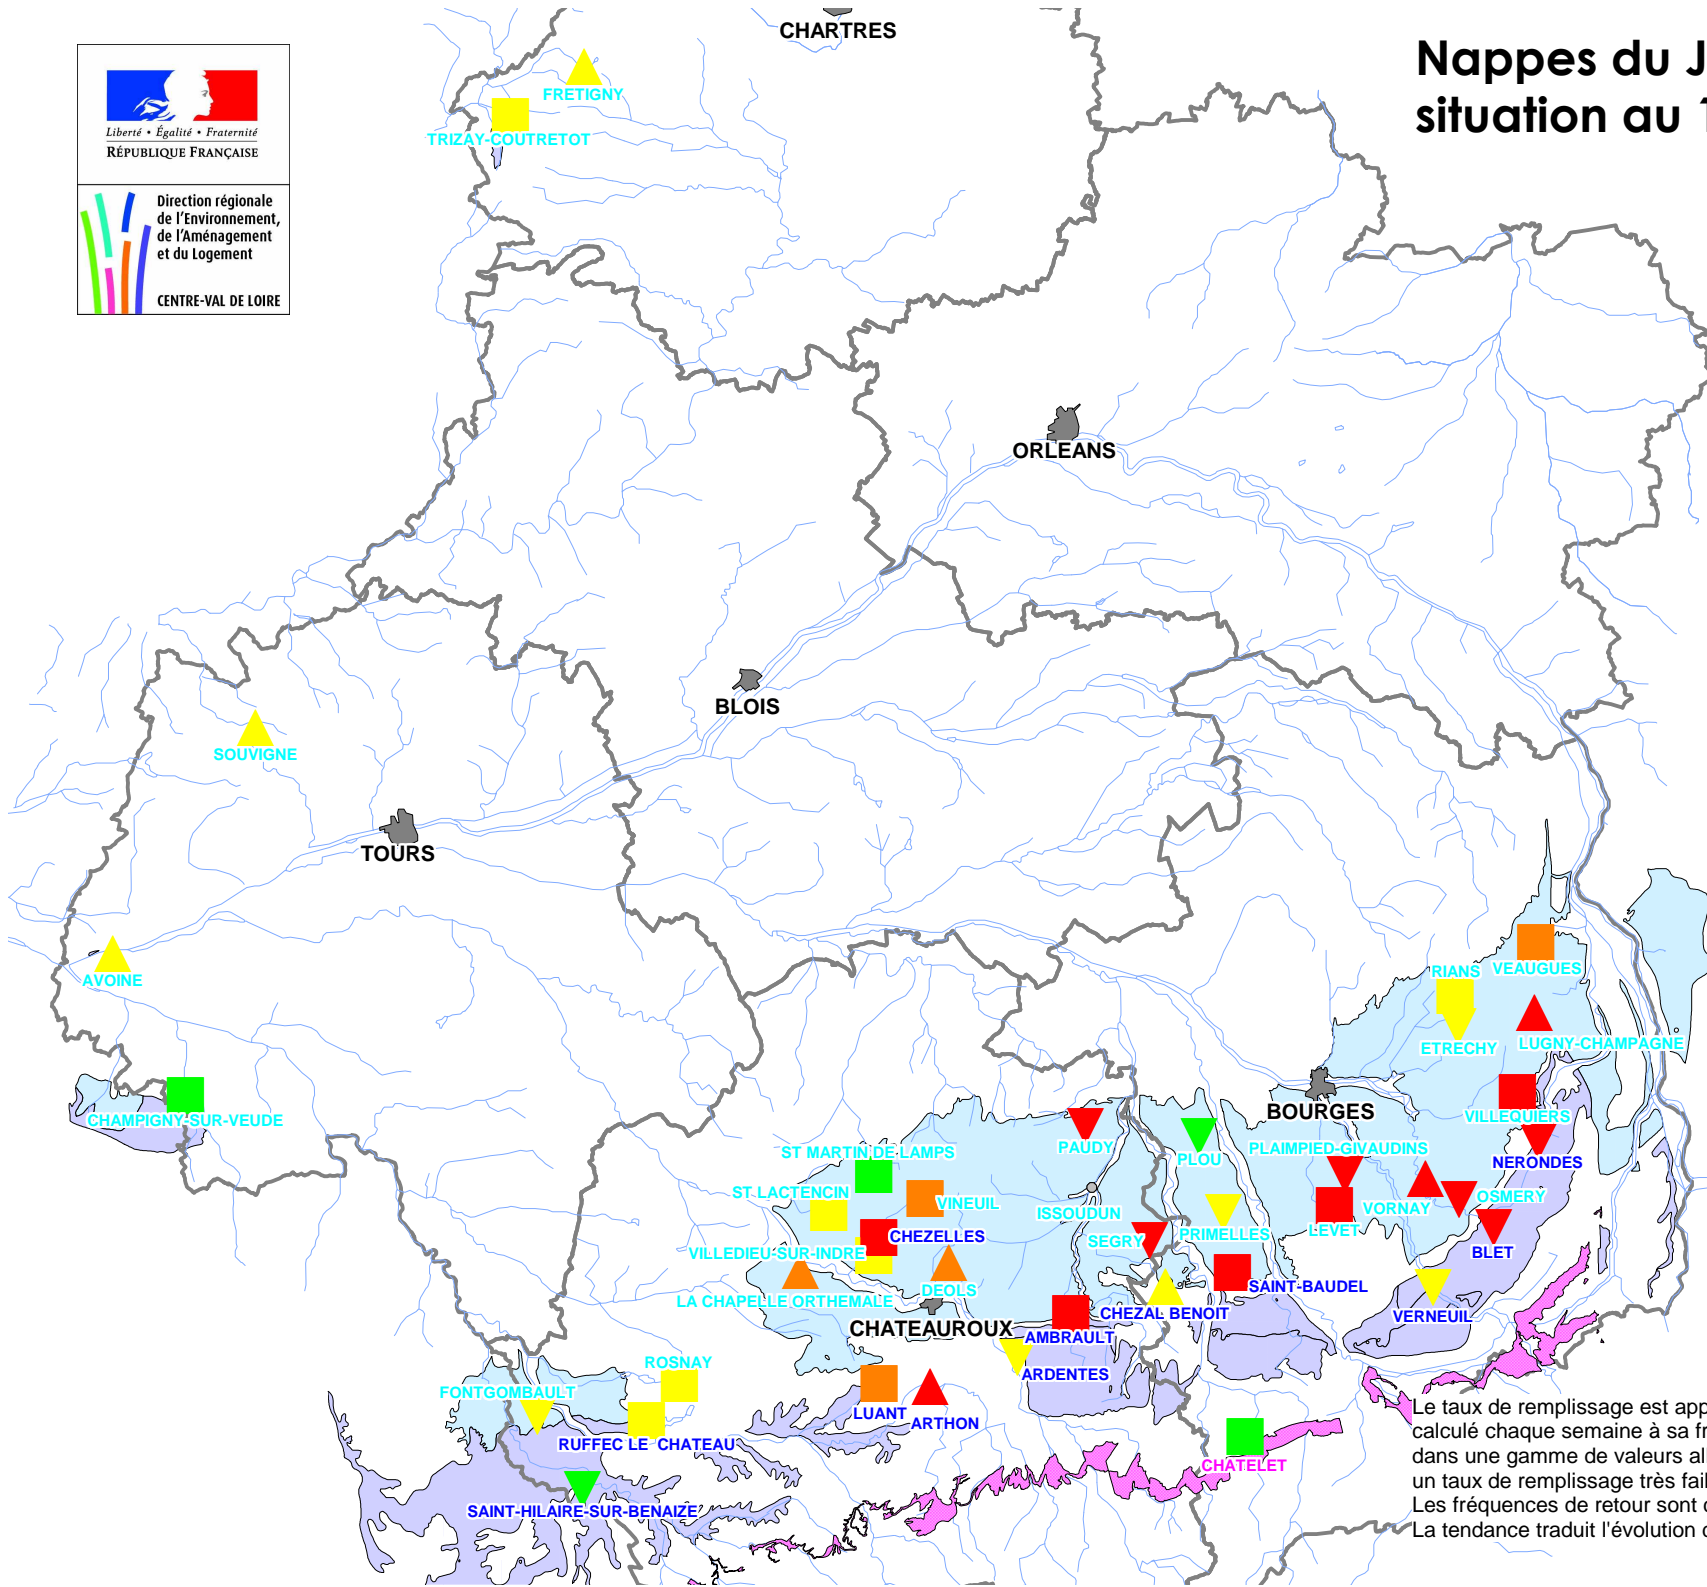 CHARTRES
Nappes du J
situation au 1
Liberté • Égalité • Fraternité
RÉPUBLIQUE FRANÇAISE
Direction régionale
de l'Environnement,
de l'Aménagement
et du Logement
CENTRE-VAL DE LOIRE
FRETIGNY
TRIZAY-COUTRETOT
ORLEANS
BLOIS
SOUVIGNE
TOURS
AVOINE
RIANS
VEAUGUES
ETRECHY
LUGNY-CHAMPAGNE
CHAMPIGNY-SUR-VEUDE
BOURGES
VILLEQUIERS
PAUDY
PLOU
PLAIMPIED-GIVAUDINS
NERONDES
ST MARTIN DE LAMPS
ST LACTENCIN
VINEUIL
ISSOUDUN
VORNAY
OSMERY
CHEZELLES
SEGRY
PRIMELLES
LEVET
VILLEDIEU-SUR-INDRE
BLET
DEOLS
SAINT-BAUDEL
LA CHAPELLE ORTHEMALE
CHEZAL BENOIT
VERNEUIL
CHATEAUROUX
AMBRAULT
ARDENTES
ROSNAY
FONTGOMBAULT
LUANT
ARTHON
RUFFEC LE CHATEAU
CHATELET
SAINT-HILAIRE-SUR-BENAIZE
Le taux de remplissage est app
calculé chaque semaine à sa fr
dans une gamme de valeurs all
un taux de remplissage très fail
Les fréquences de retour sont
La tendance traduit l'évolution